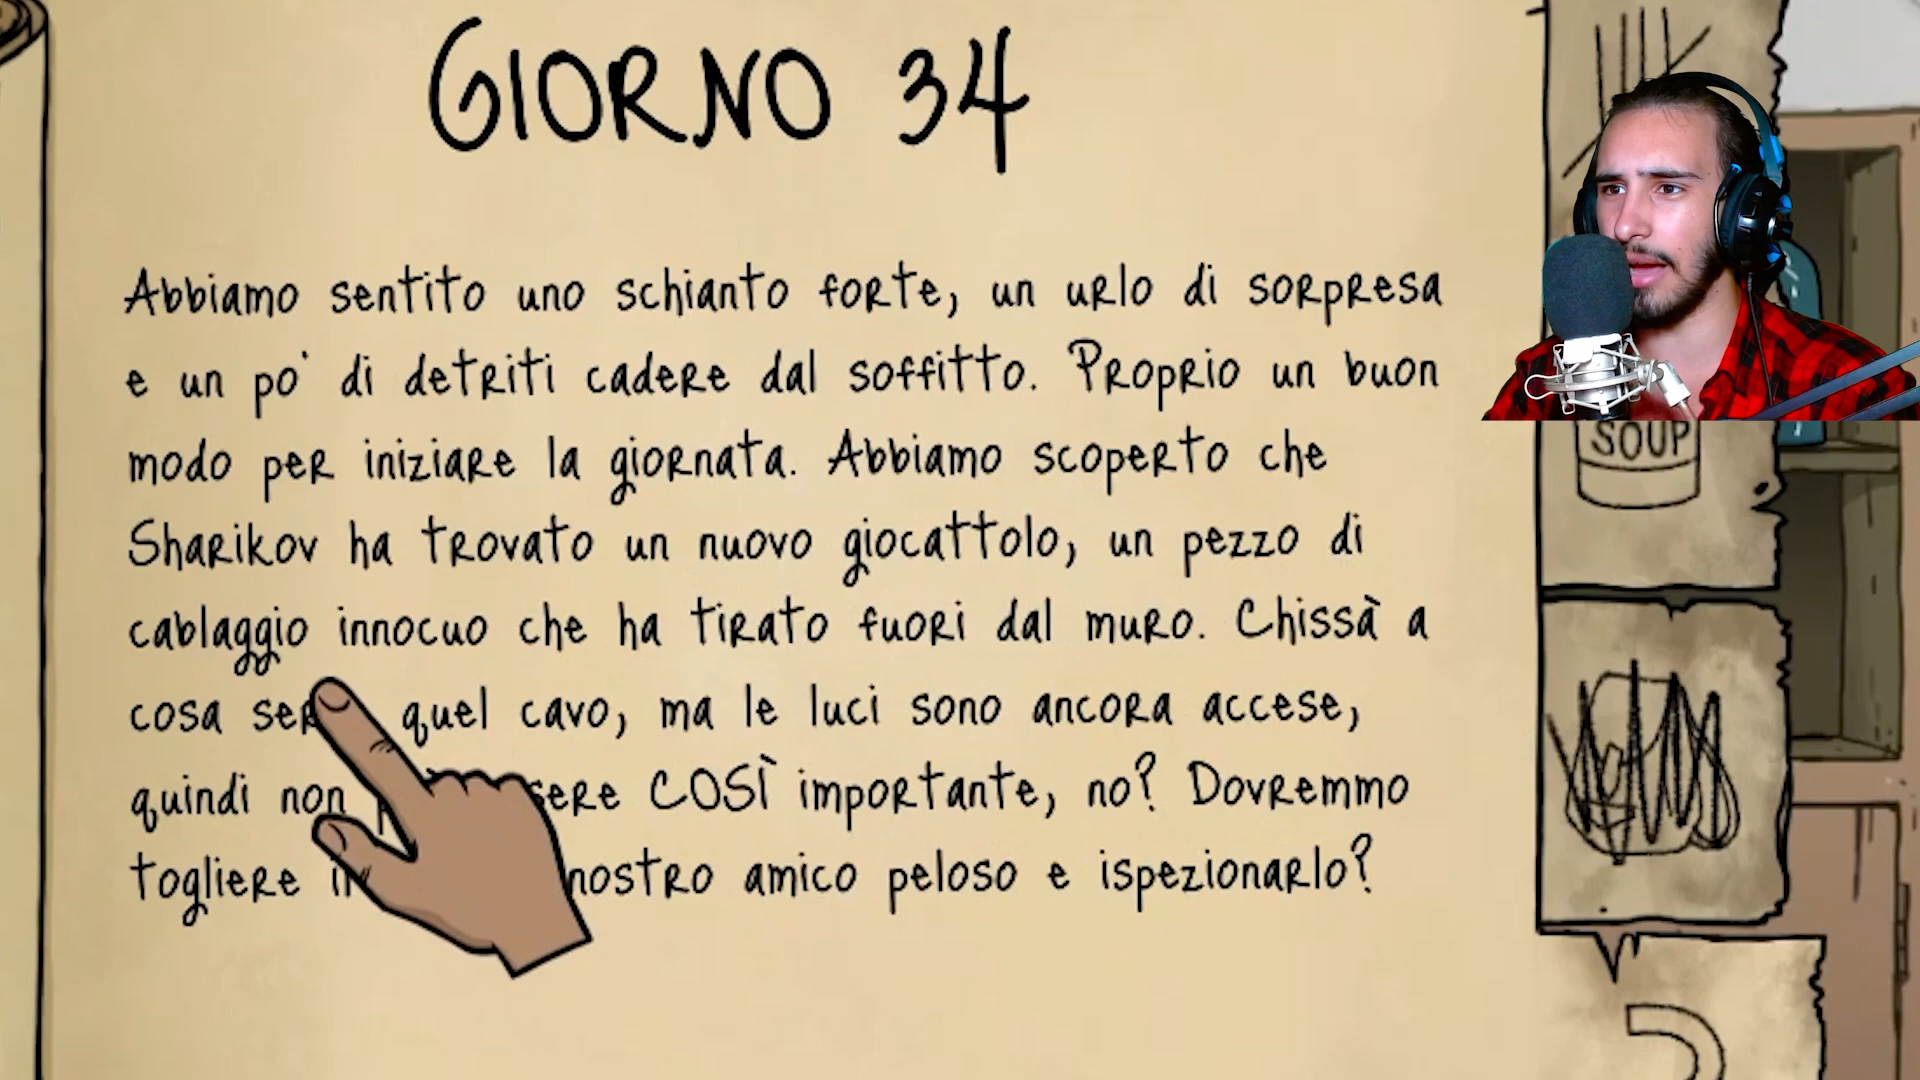 GIORNO 34
Abbiamo sentito uno schianto forte, un urlo di sorpresa
e un po' di detriti cadere dal soffitto. Proprio un buon
modo per iniziare la giornata. Abbiamo scoperto che
Sharikov ha trovato un nuovo giocattolo, un pezzo di
cablaggio innocuo che ha tirato fuori dal muro. Chissà a
cosa quel cavo, ma le luci sono ancora accese,
quindi non COSÌ importante, no? Dovremmo
togliere nostro amico peloso e ispezionarlo?
SOUP